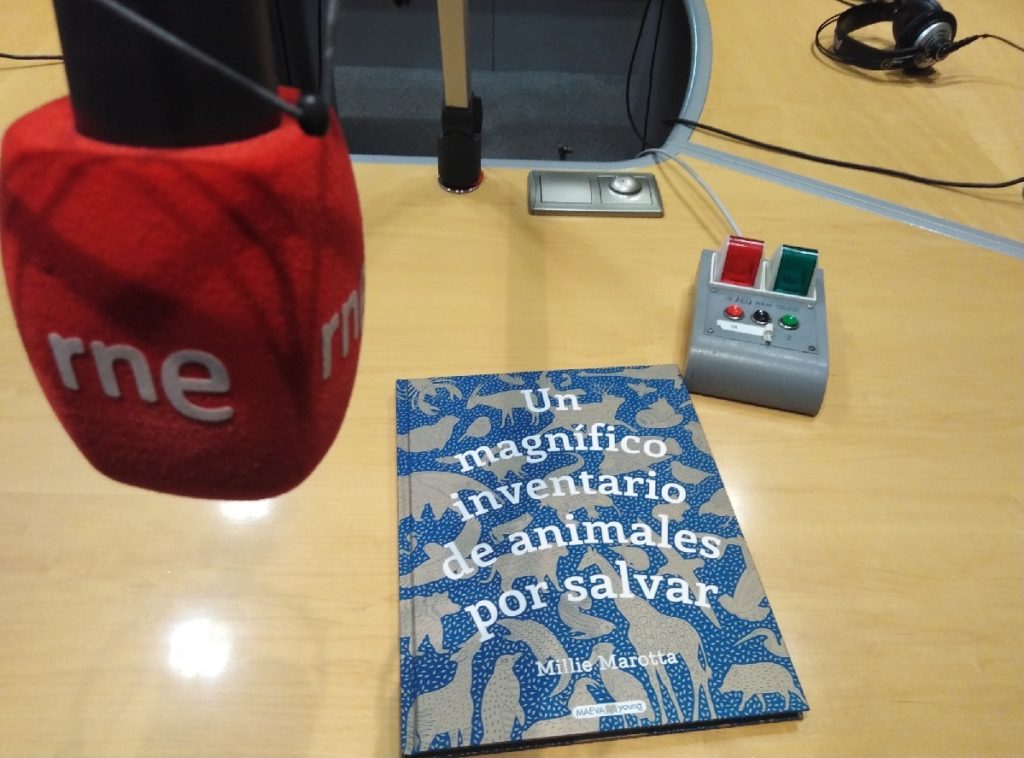 rne
rn
Un
magnífico
inventario
de animales
por salvar
Millie Marotta
MAEVA young